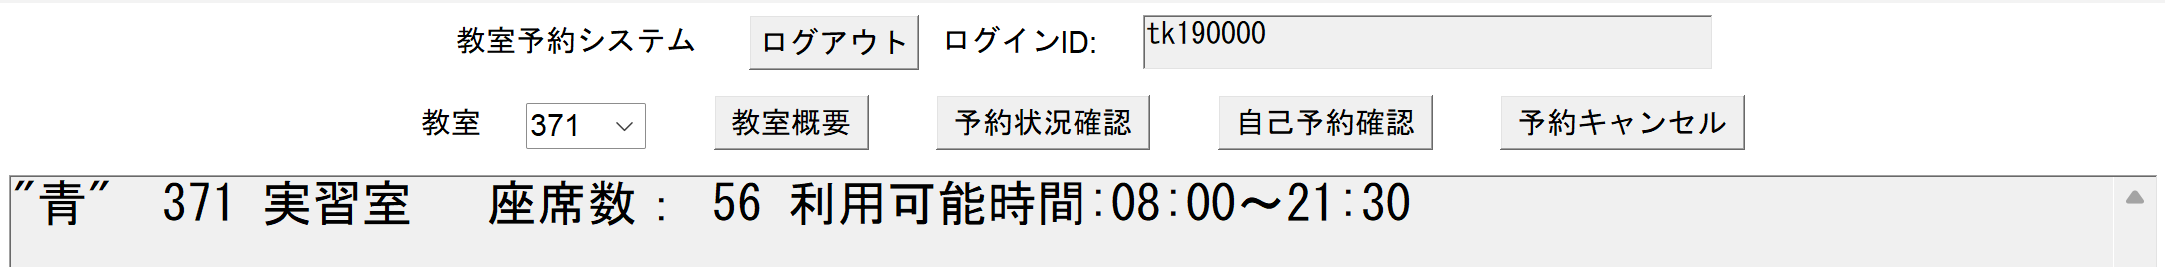 教室予約システム ログアウト ログインID: tk190000
教室 371 教室概要 予約状況確認 自己予約確認 予約キャンセル
"青" 371 実習室 座席数: 56 利用可能時間:08:00～21:30